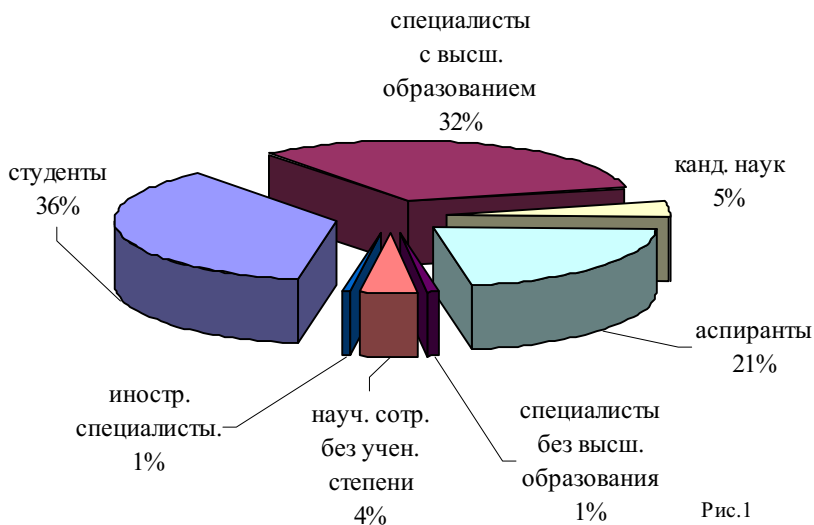 специалисты
с высш.
образованием
32%
студенты
36%
канд. наук
5%
аспиранты
21%
иностр.
специалисты.
1%
науч. сотр.
без учен.
степени
4%
специалисты
без высш.
образования
1%
Рис.1